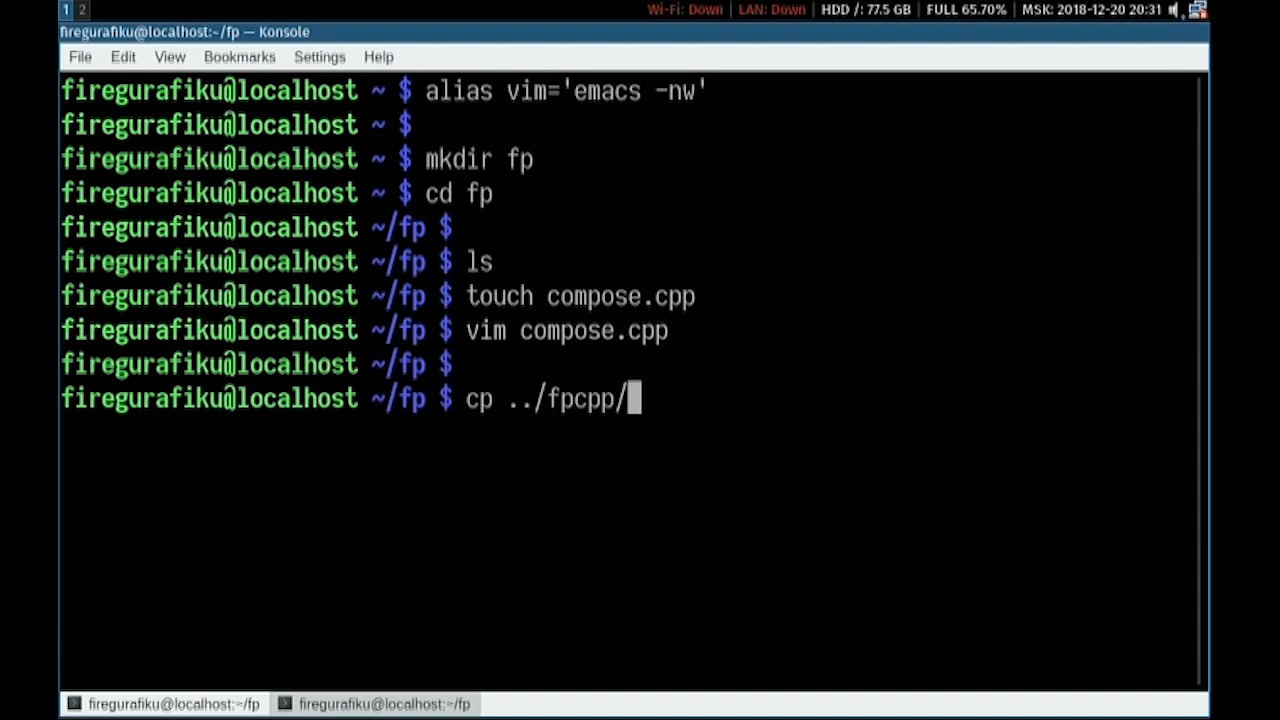 1 2 Wi-Fi: Down | LAN: Down | HDD /: 77.5 GB | FULL 65.70% | MSK: 2018-12-20 20:31
firegurafiku@localhost:~/fp — Konsole
File Edit View Bookmarks Settings Help
firegurafiku@localhost ~ $ alias vim='emacs -nw'
firegurafiku@localhost ~ $
firegurafiku@localhost ~ $ mkdir fp
firegurafiku@localhost ~ $ cd fp
firegurafiku@localhost ~/fp $
firegurafiku@localhost ~/fp $ ls
firegurafiku@localhost ~/fp $ touch compose.cpp
firegurafiku@localhost ~/fp $ vim compose.cpp
firegurafiku@localhost ~/fp $
firegurafiku@localhost ~/fp $ cp ../fpcpp/
firegurafiku@localhost:~/fp firegurafiku@localhost:~/fp